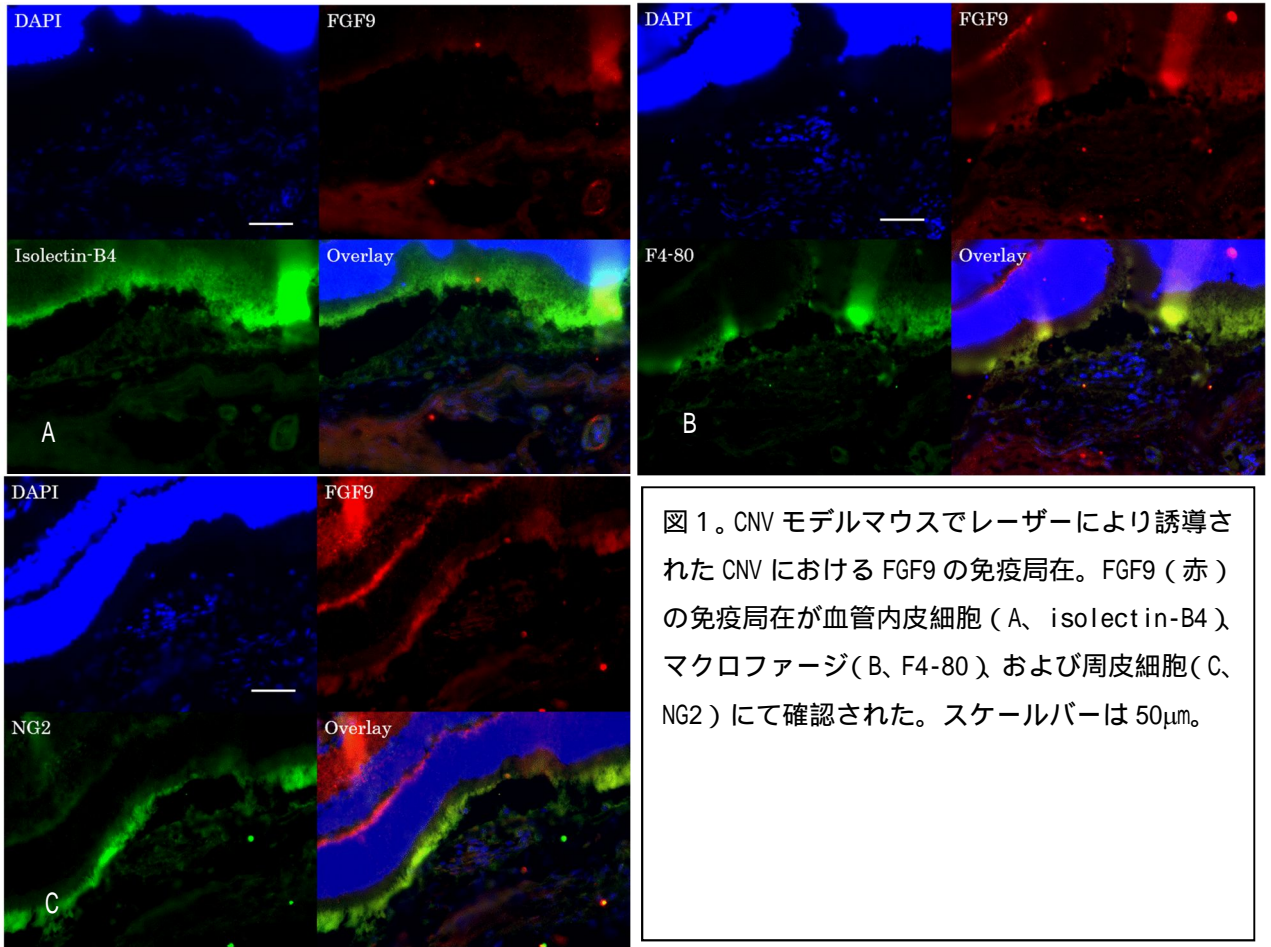 DAPI
FGF9
Isolectin-B4
Overlay
A
DAPI
FGF9
F4-80
Overlay
B
DAPI
FGF9
NG2
Overlay
C
図1。CNVモデルマウスでレーザーにより誘導さ
れたCNVにおけるFGF9の免疫局在。FGF9(赤)
の免疫局在が血管内皮細胞(A、isolectin-B4)、
マクロファージ(B、F4-80)、および周皮細胞(C、
NG2)にて確認された。スケールバーは50μm。